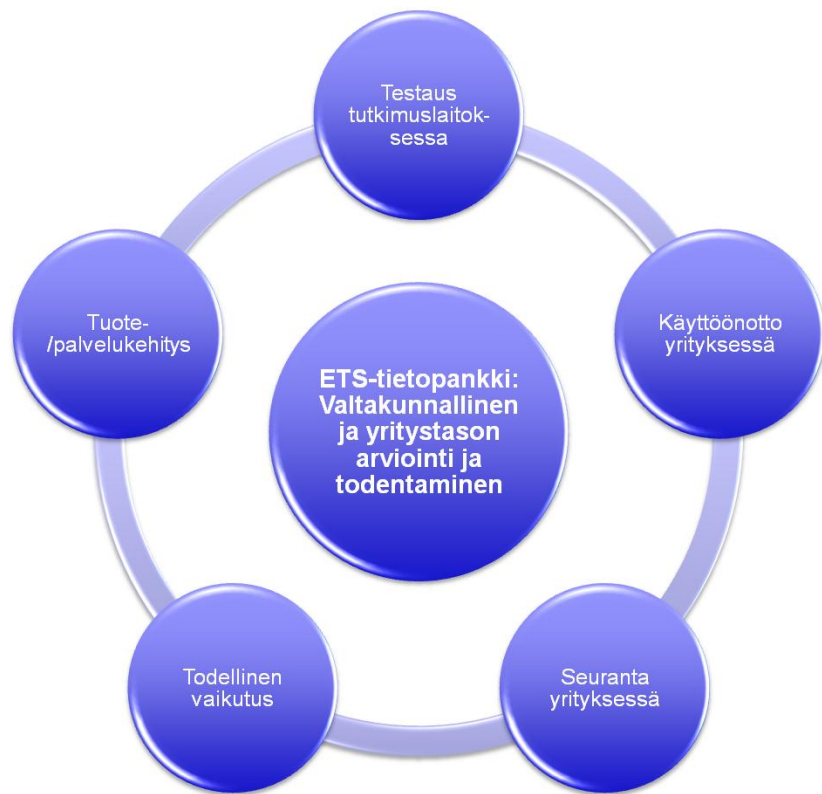 Testaus
tutkimuslaitok-
sessa
Tuote-
/palvelukehitys
Käyttöönotto
yrityksessä
ETS-tietopankki:
Valtakunnallinen
ja yritystason
arviointi ja
todentaminen
Todellinen
vaikutus
Seuranta
yrityksessä